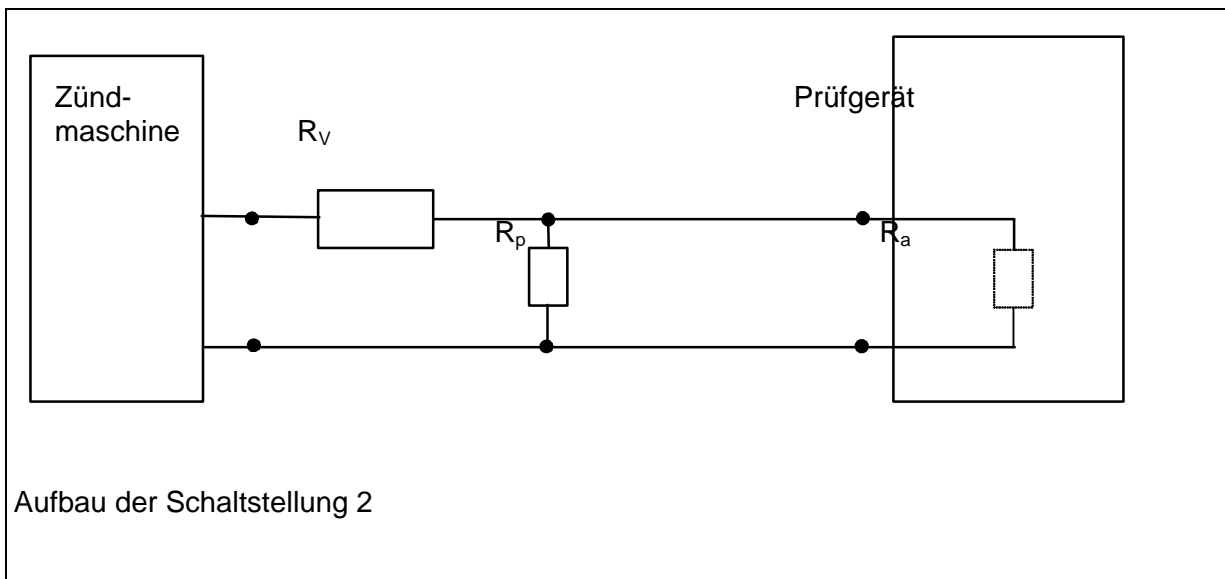 Zünd-
maschine
Prüfgerät
R_V
R_p
R_a
Aufbau der Schaltstellung 2